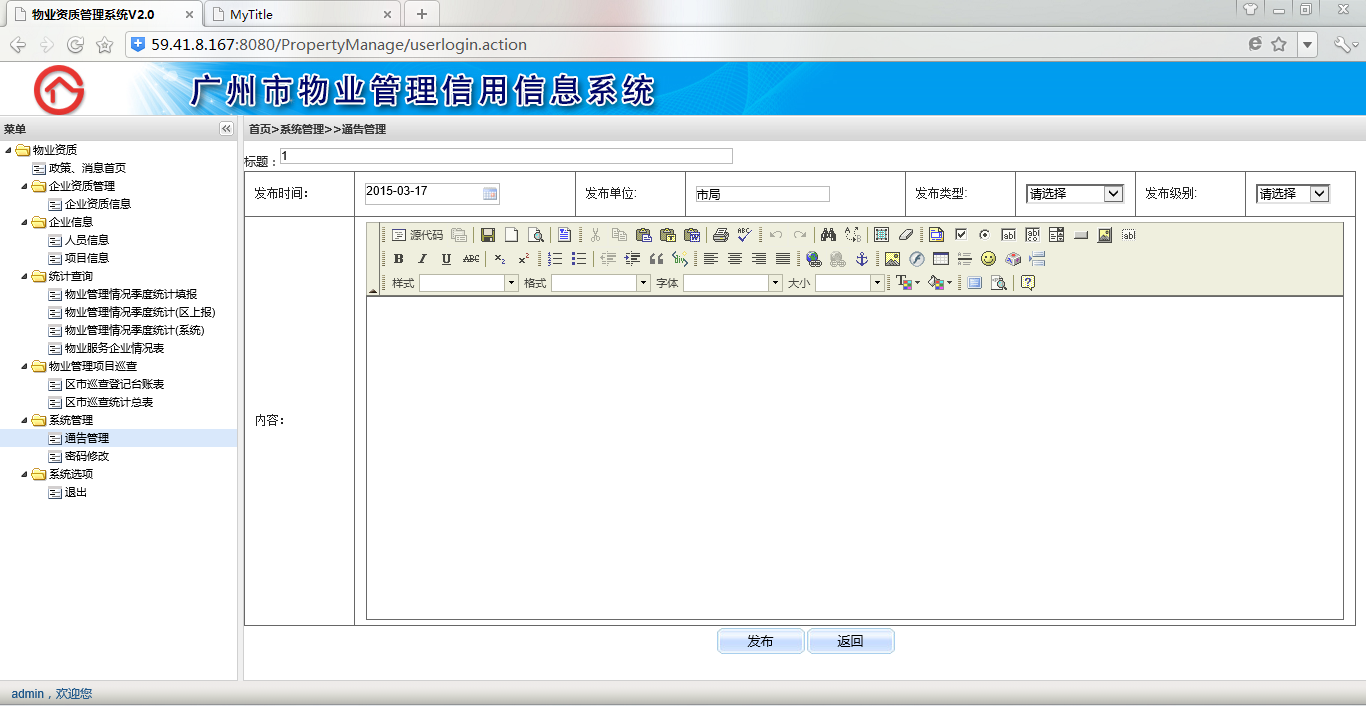 物业资质管理系统V2.0
MyTitle
59.41.8.167:8080/PropertyManage/userlogin.action
广州市物业管理信用信息系统
菜单
首页>系统管理>>通告管理
物业资质
政策、消息首页
企业资质管理
企业资质信息
企业信息
人员信息
项目信息
统计查询
物业管理情况季度统计填报
物业管理情况季度统计(区上报)
物业管理情况季度统计(系统)
物业服务企业情况表
物业管理项目巡查
区市巡查登记台账表
区市巡查统计总表
系统管理
通告管理
密码修改
系统选项
退出
标题：1
发布时间： 2015-03-17 发布单位: 市局 发布类型: 请选择 发布级别: 请选择
源代码
B I U ABC
样式 格式 字体 大小
内容：
发布 返回
admin，欢迎您